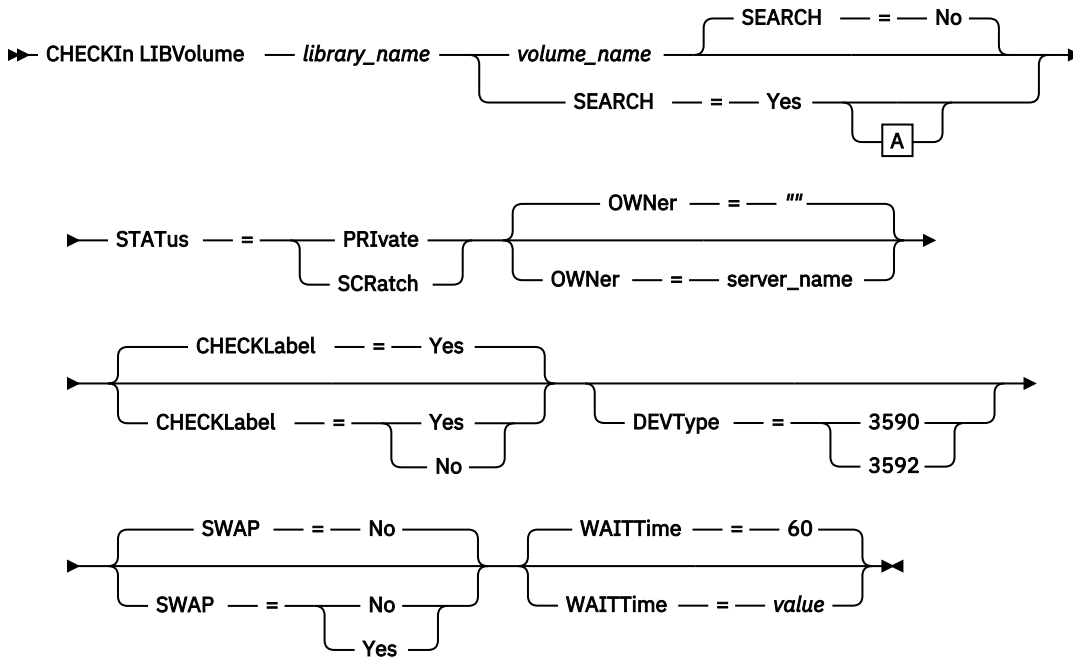 SEARCH = No
CHECKIn LIBVolume library_name volume_name
SEARCH = Yes
A
OWNer = ""
STATus = PRIvate
SCRatch
OWNer = server_name
CHECKLabel = Yes
CHECKLabel = Yes
No
DEVType = 3590
3592
SWAP = No
SWAP = No
Yes
WAITTime = 60
WAITTime = value